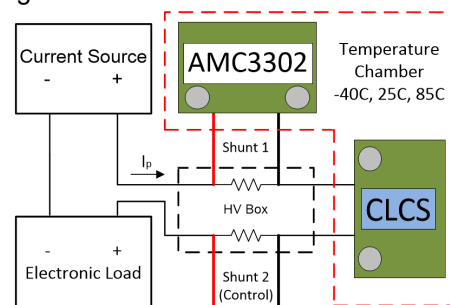 Current Source
- +
AMC3302
Temperature
Chamber
-40C, 25C, 85C
Shunt 1
Ip
HV Box
CLCS
- +
Electronic Load
Shunt 2
(Control)